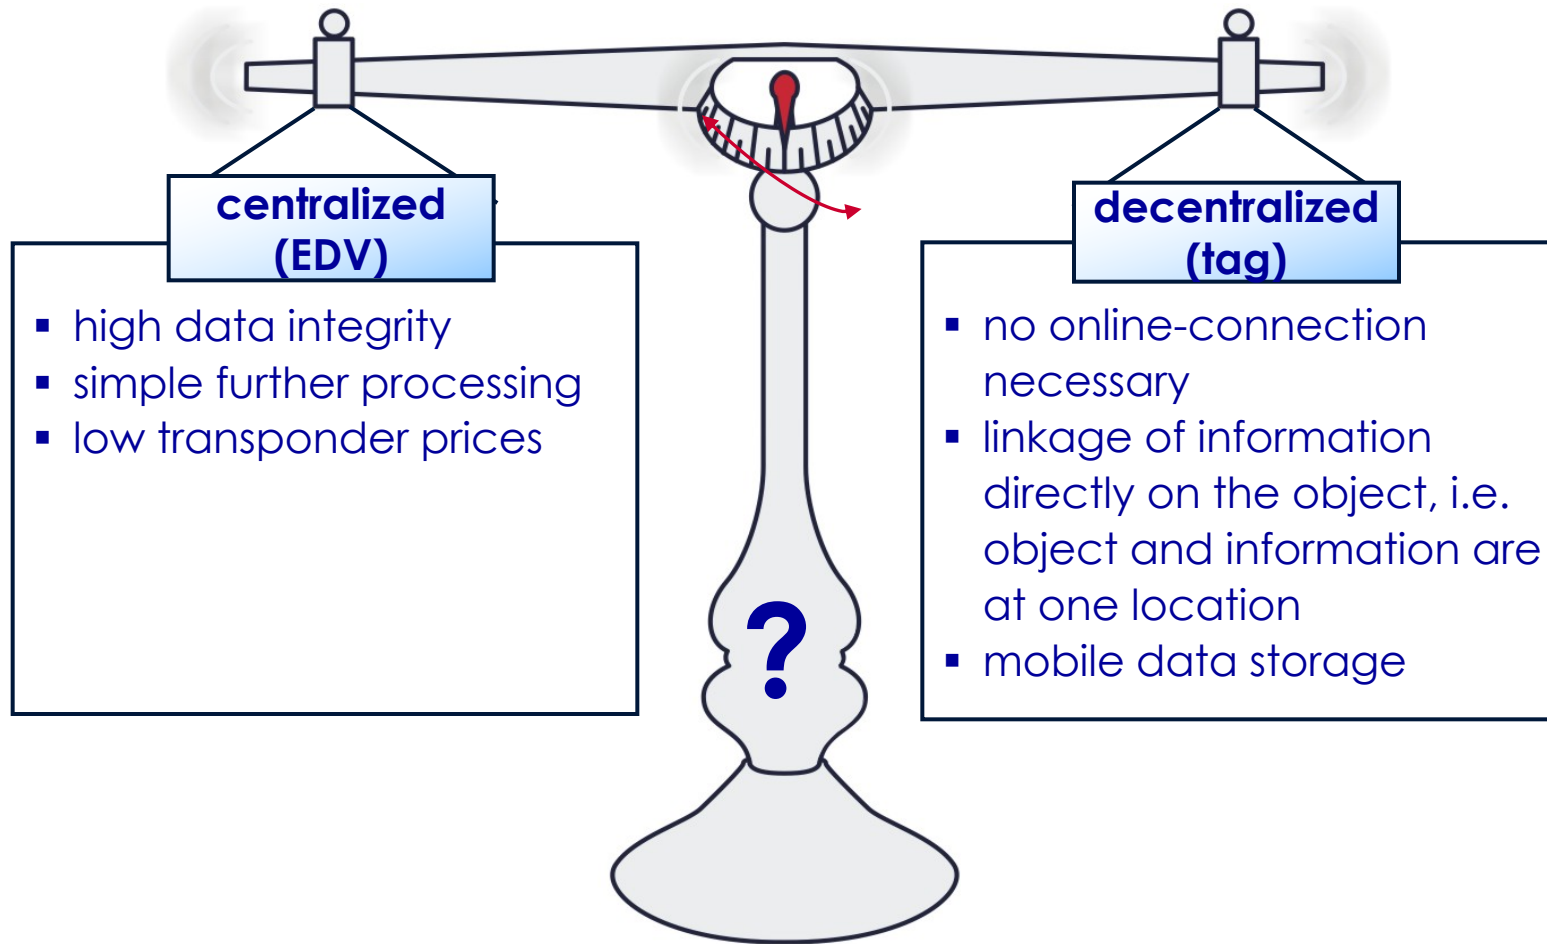 centralized
(EDV)
▪ high data integrity
▪ simple further processing
▪ low transponder prices
?
decentralized
(tag)
▪ no online-connection
necessary
▪ linkage of information
directly on the object, i.e.
object and information are
at one location
▪ mobile data storage